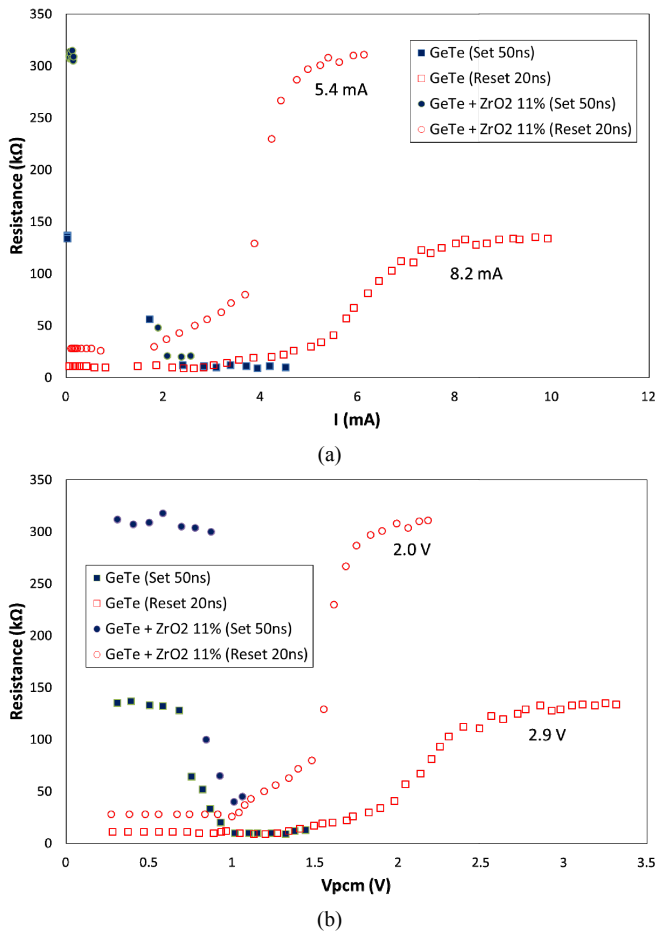 350
300
250
200
150
100
50
0
Resistance (kΩ)
GeTe (Set 50ns)
GeTe (Reset 20ns)
GeTe + ZrO2 11% (Set 50ns)
GeTe + ZrO2 11% (Reset 20ns)
5.4 mA
8.2 mA
0 2 4 6 8 10 12
I (mA)
(a)
350
300
250
200
150
100
50
0
Resistance (kΩ)
2.0 V
GeTe (Set 50ns)
GeTe (Reset 20ns)
GeTe + ZrO2 11% (Set 50ns)
GeTe + ZrO2 11% (Reset 20ns)
2.9 V
0 0.5 1 1.5 2 2.5 3 3.5
Vpcm (V)
(b)